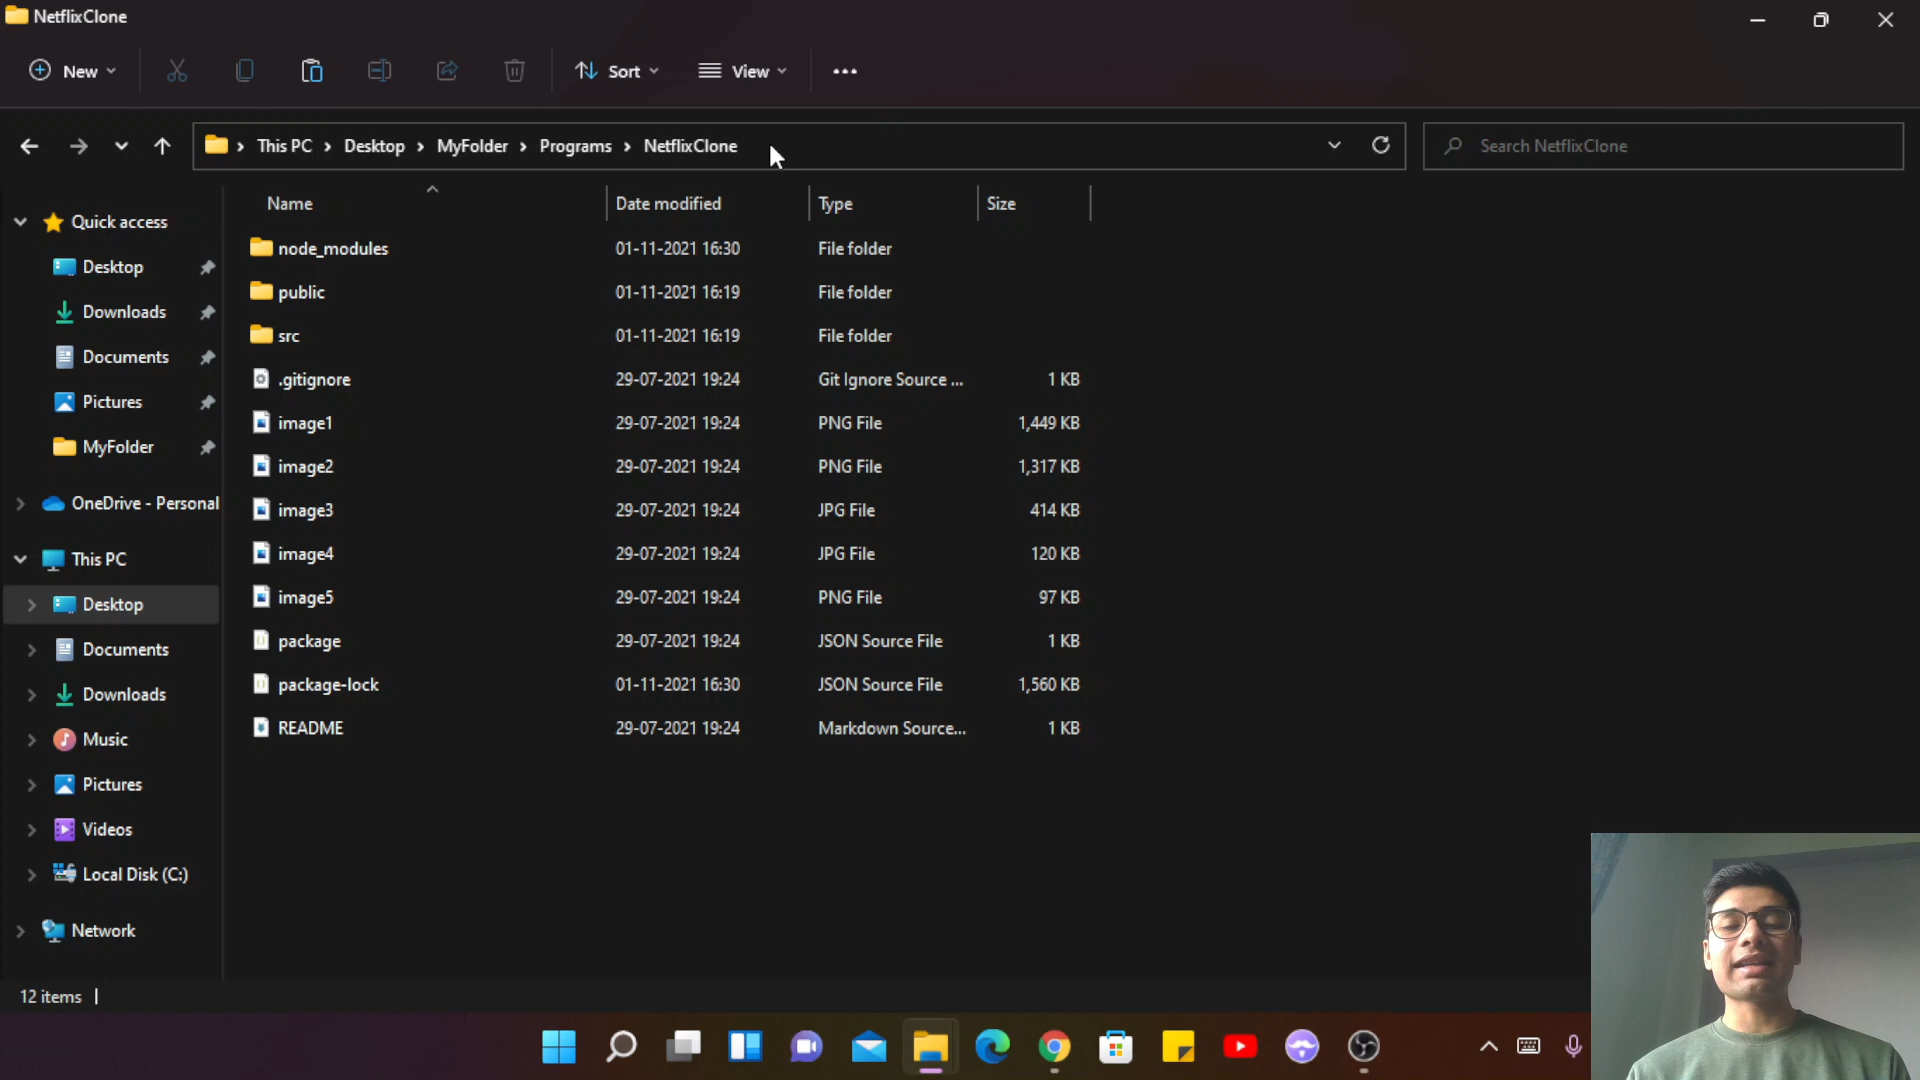 NetflixClone
New
Sort
View
This PC
Desktop
MyFolder
Programs
NetflixClone
Search NetflixClone
Name
Date modified
Type
Size
Quick access
Desktop
Downloads
Documents
Pictures
MyFolder
OneDrive - Personal
This PC
Desktop
Documents
Downloads
Music
Pictures
Videos
Local Disk (C:)
Network
node_modules 01-11-2021 16:30 File folder
public 01-11-2021 16:19 File folder
src 01-11-2021 16:19 File folder
.gitignore 29-07-2021 19:24 Git Ignore Source ... 1 KB
image1 29-07-2021 19:24 PNG File 1,449 KB
image2 29-07-2021 19:24 PNG File 1,317 KB
image3 29-07-2021 19:24 JPG File 414 KB
image4 29-07-2021 19:24 JPG File 120 KB
image5 29-07-2021 19:24 PNG File 97 KB
package 29-07-2021 19:24 JSON Source File 1 KB
package-lock 01-11-2021 16:30 JSON Source File 1,560 KB
README 29-07-2021 19:24 Markdown Source... 1 KB
12 items